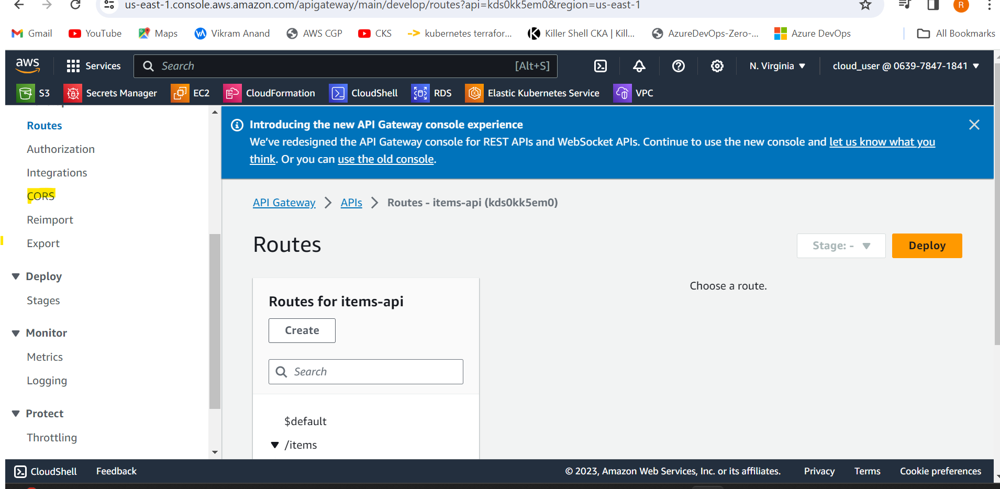 us-east-1.console.aws.amazon.com/apigateway/main/develop/routes?api=kds0kk5em0&region=us-east-1
R
Gmail YouTube Maps Vikram Anand AWS CGP CKS kubernetes terrafor... Killer Shell CKA | Kill... AzureDevOps-Zero-... Azure DevOps All Bookmarks
aws Services Search [Alt+S] N. Virginia cloud_user @ 0639-7847-1841
S3 Secrets Manager EC2 CloudFormation CloudShell RDS Elastic Kubernetes Service VPC
Routes
Authorization
Integrations
CORS
Reimport
Export
Deploy
Stages
Monitor
Metrics
Logging
Protect
Throttling
Introducing the new API Gateway console experience
We've redesigned the API Gateway console for REST APIs and WebSocket APIs. Continue to use the new console and let us know what you
think. Or you can use the old console.
API Gateway > APIs > Routes - items-api (kds0kk5em0)
Routes
Stage: -
Deploy
Routes for items-api
Create
Search
$default
/items
Choose a route.
CloudShell Feedback © 2023, Amazon Web Services, Inc. or its affiliates. Privacy Terms Cookie preferences